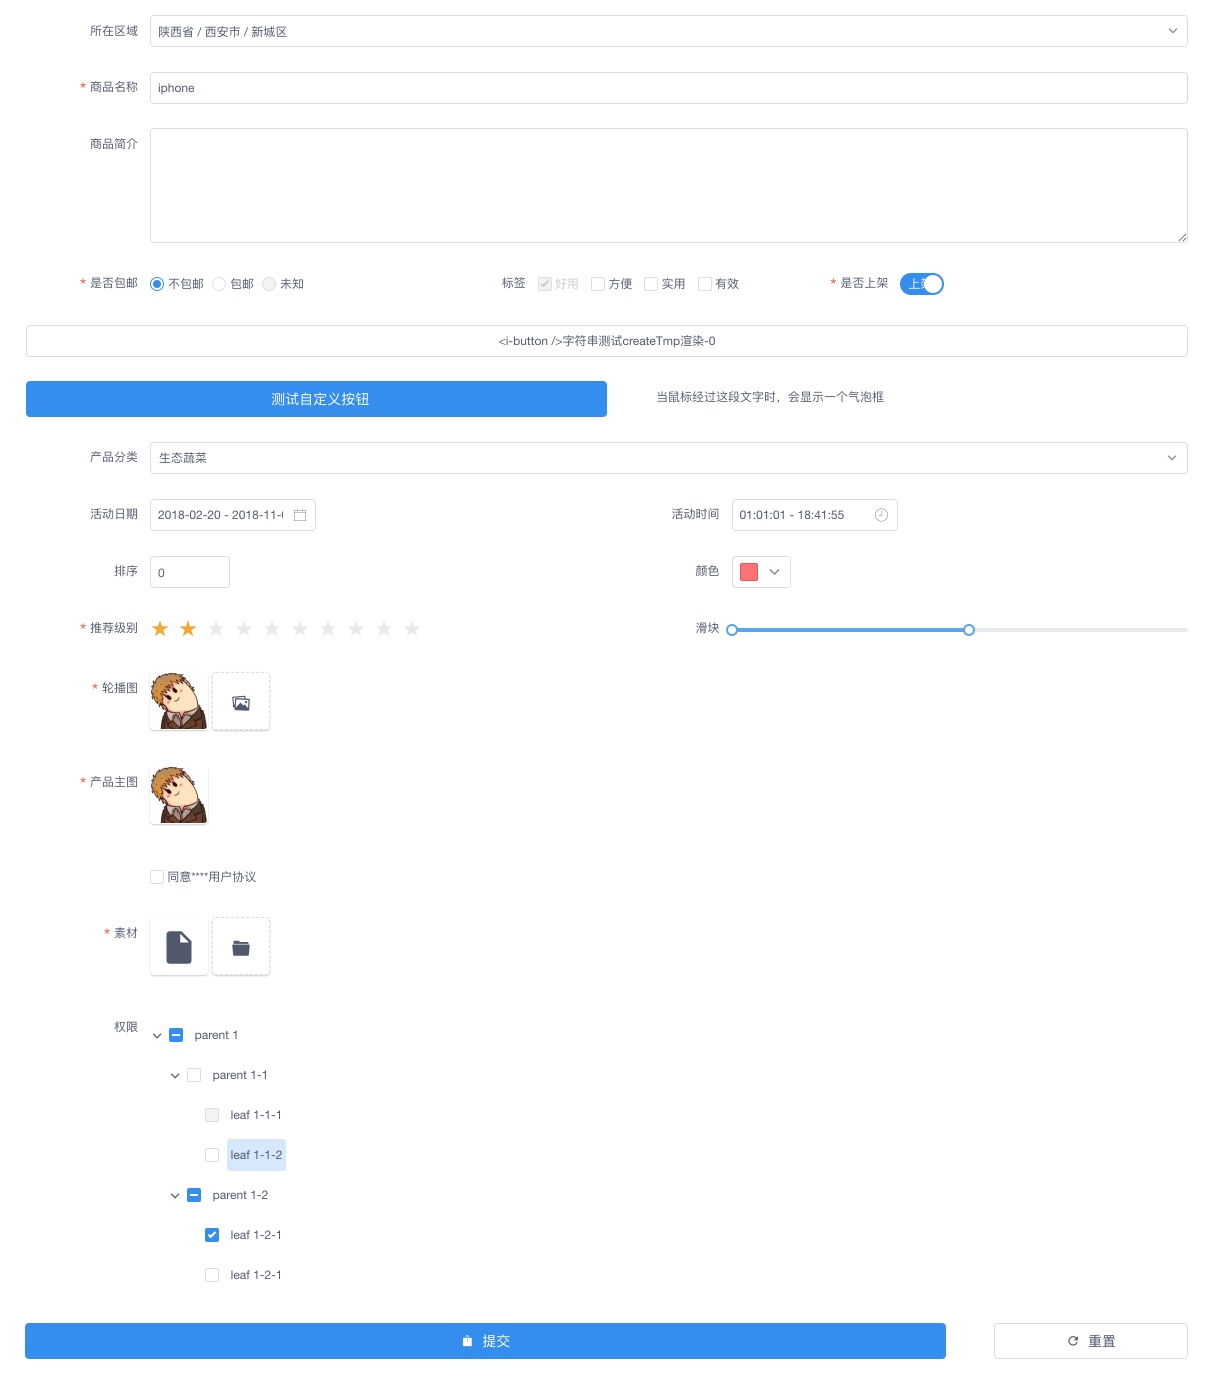 所在区域 陕西省 / 西安市 / 新城区
* 商品名称 iphone
商品简介
* 是否包邮 不包邮 包邮 未知 标签 好用 方便 实用 有效 * 是否上架 上
<i-button />字符串测试createTmp渲染-0
测试自定义按钮 当鼠标经过这段文字时，会显示一个气泡框
产品分类 生态蔬菜
活动日期 2018-02-20 - 2018-11- 活动时间 01:01:01 - 18:41:55
排序 0 颜色
* 推荐级别 滑块
* 轮播图
* 产品主图
同意****用户协议
* 素材
权限
parent 1
parent 1-1
leaf 1-1-1
leaf 1-1-2
parent 1-2
leaf 1-2-1
leaf 1-2-1
提交 重置